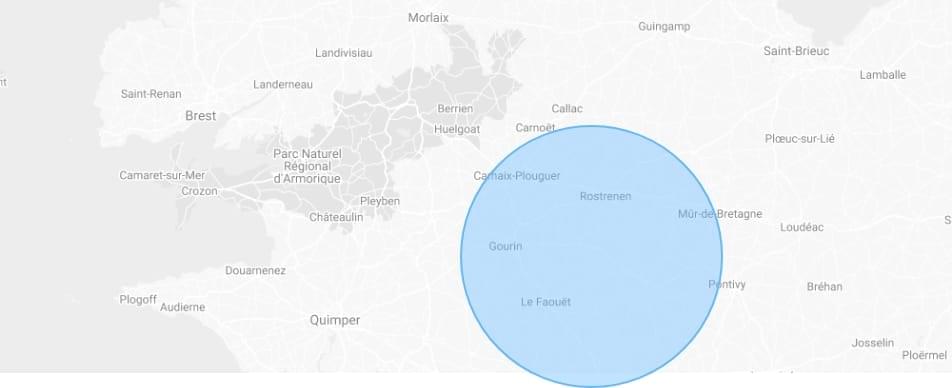 Morlaix
Guingamp
Landivisiau
Saint-Brieuc
Lamballe
nt
Saint-Renan
Landerneau
Berrien
Callac
Brest
Huelgoat
Carnoët
Plœuc-sur-Lié
Parc Naturel
Régional
d'Armorique
Camaret-sur-Mer
Carhaix-Plouguer
Crozon
Pleyben
Rostrenen
Châteaulin
Mûr-de-Bretagne
Loudéac
S
Gourin
Douarnenez
Pontivy
Bréhan
Plogoff
Audierne
Le Faouët
Quimper
Josselin
Ploërmel